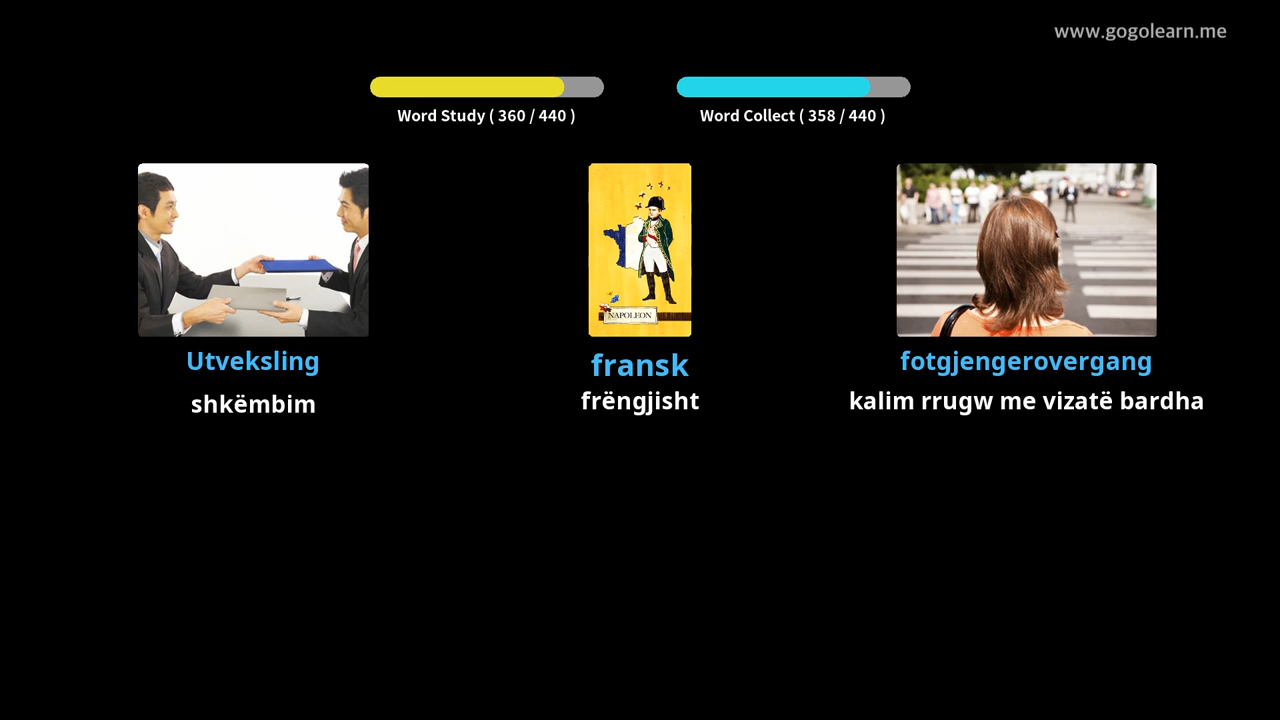 www.gogolearn.me
Word Study ( 360 / 440 )
Word Collect ( 358 / 440 )
NAPOLEON
Utveksling
fransk
fotgjengerovergang
shkëmbim
frëngjisht
kalim rrugw me vizatë bardha